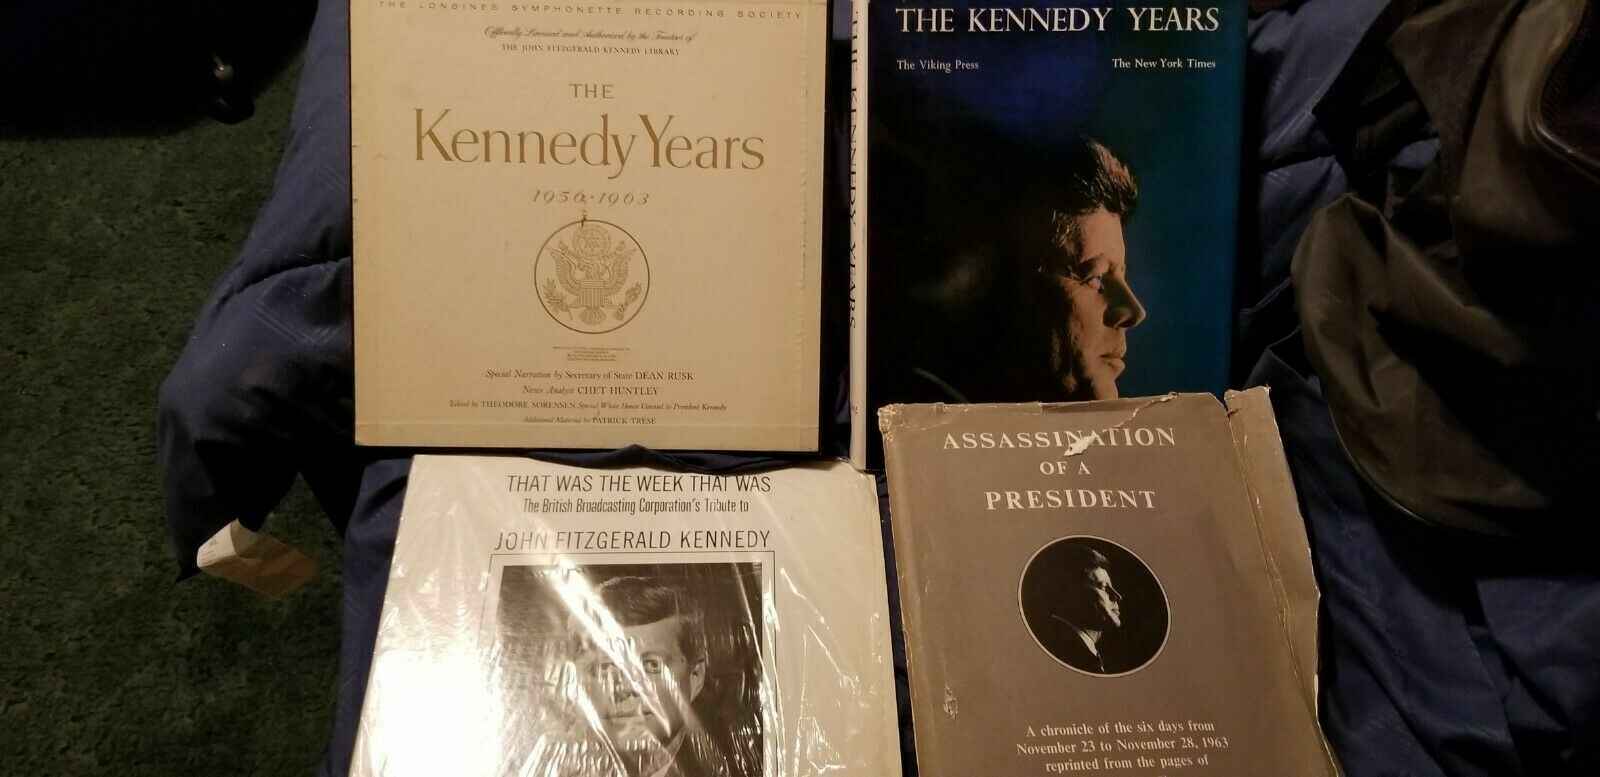 THE LONGINES SYMPHONETTE RECORDING SOCIETY
Officially Licensed and Authorized by the Trustees of
THE JOHN FITZGERALD KENNEDY LIBRARY
THE
Kennedy Years
1956·1963
Special Narration by Secretary of State DEAN RUSK
News Analyst CHET HUNTLEY
Edited by THEODORE SORENSEN, Special White House Counsel to President Kennedy
Additional Material by PATRICK TRESE
THE KENNEDY YEARS
THE KENNEDY YEARS
The Viking Press The New York Times
THAT WAS THE WEEK THAT WAS
The British Broadcasting Corporation's Tribute to
JOHN FITZGERALD KENNEDY
ASSASSINATION
OF A
PRESIDENT
A chronicle of the six days from
November 23 to November 28, 1963
reprinted from the pages of